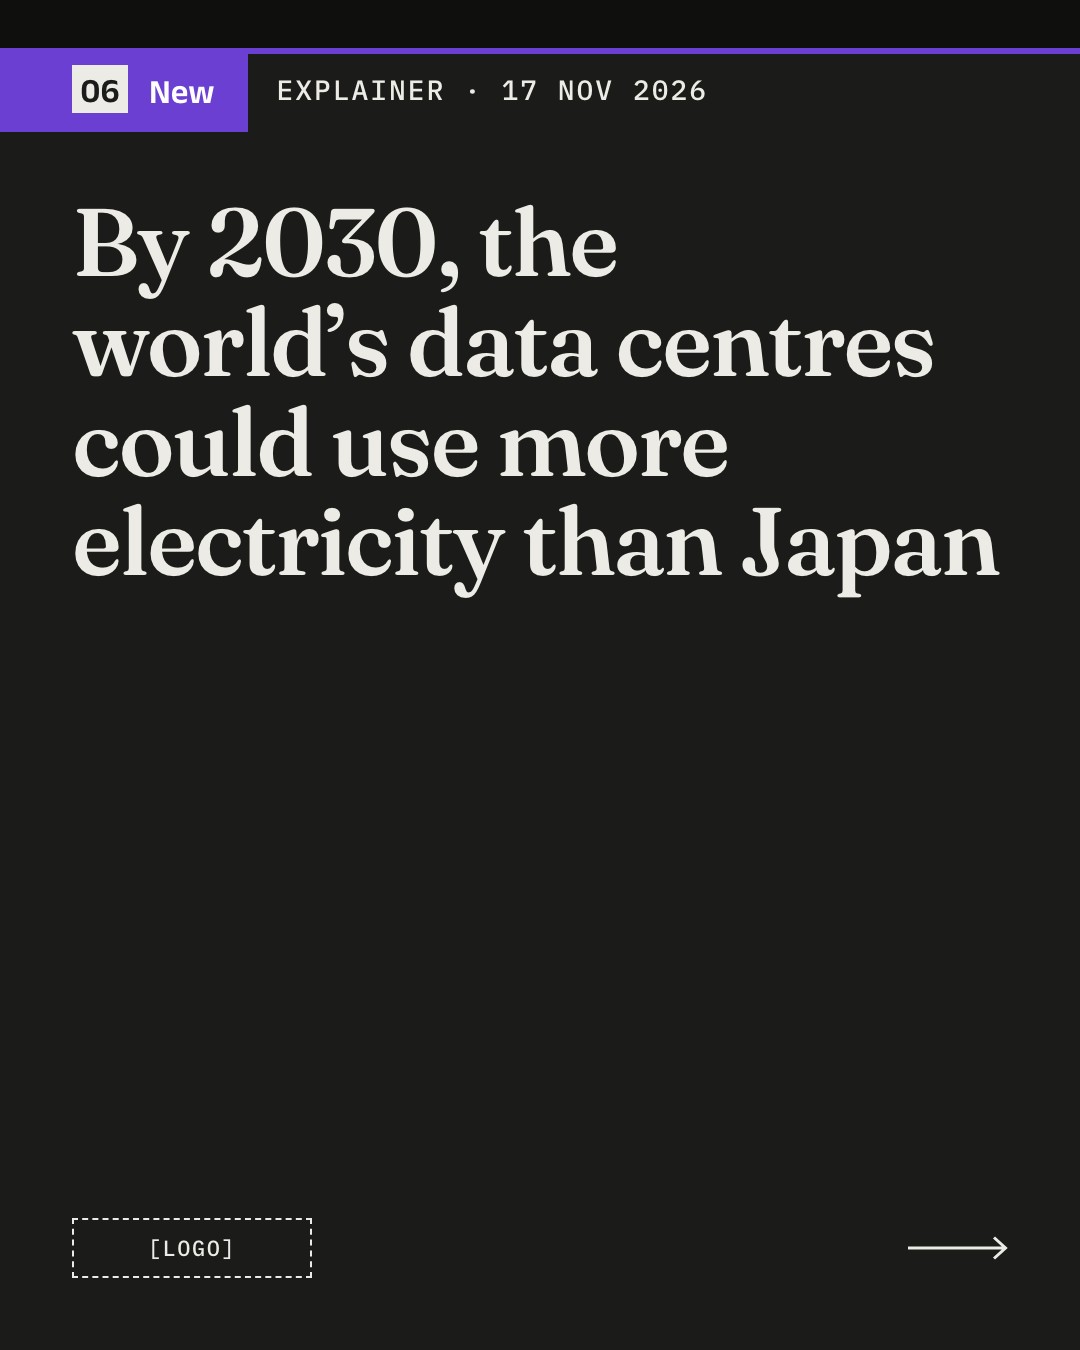 06 New EXPLAINER · 17 NOV 2026
By 2030, the
world’s data centres
could use more
electricity than Japan
[LOGO]